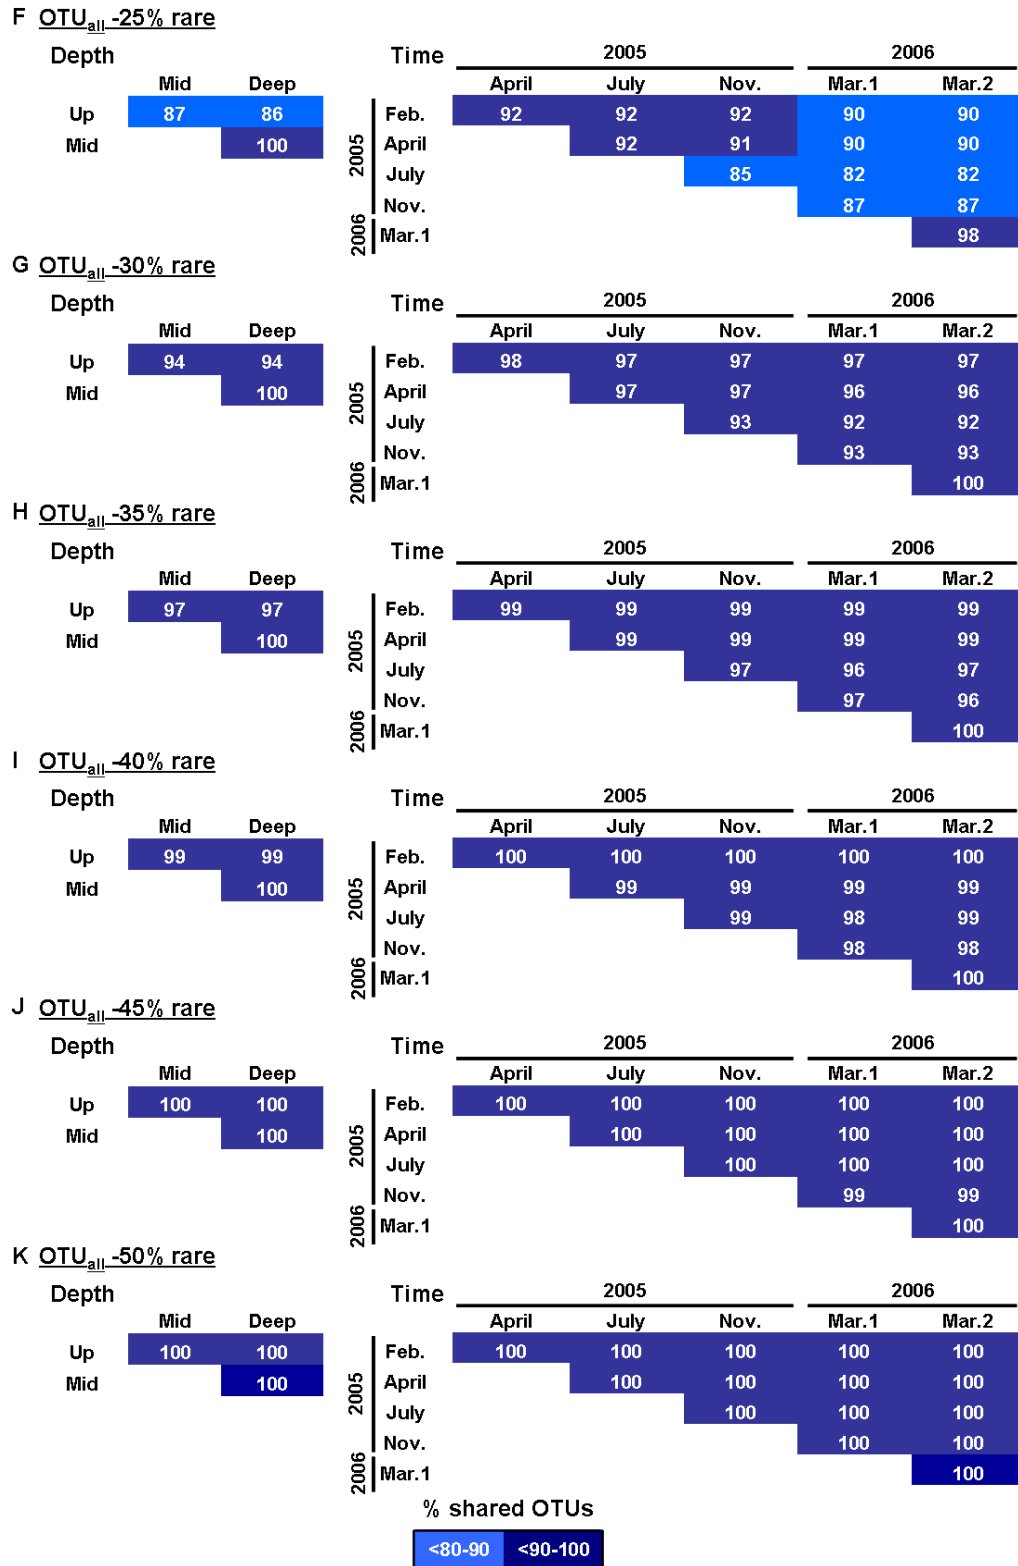 F OTUall -25% rare
Depth Time 2005 2006
Mid Deep April July Nov. Mar.1 Mar.2
Up 87 86 Feb. 92 92 92 90 90
Mid 100 2005 April 92 91 90 90
July 85 82 82
Nov. 87 87
2006 Mar.1 98
G OTUall -30% rare
Depth Time 2005 2006
Mid Deep April July Nov. Mar.1 Mar.2
Up 94 94 Feb. 98 97 97 97 97
Mid 100 2005 April 97 97 96 96
July 93 92 92
Nov. 93 93
2006 Mar.1 100
H OTUall -35% rare
Depth Time 2005 2006
Mid Deep April July Nov. Mar.1 Mar.2
Up 97 97 Feb. 99 99 99 99 99
Mid 100 2005 April 99 99 99 99
July 97 96 97
Nov. 97 96
2006 Mar.1 100
I OTUall -40% rare
Depth Time 2005 2006
Mid Deep April July Nov. Mar.1 Mar.2
Up 99 99 Feb. 100 100 100 100 100
Mid 100 2005 April 99 99 99 99
July 99 98 99
Nov. 98 98
2006 Mar.1 100
J OTUall -45% rare
Depth Time 2005 2006
Mid Deep April July Nov. Mar.1 Mar.2
Up 100 100 Feb. 100 100 100 100 100
Mid 100 2005 April 100 100 100 100
July 100 100 100
Nov. 99 99
2006 Mar.1 100
K OTUall -50% rare
Depth Time 2005 2006
Mid Deep April July Nov. Mar.1 Mar.2
Up 100 100 Feb. 100 100 100 100 100
Mid 100 2005 April 100 100 100 100
July 100 100 100
Nov. 100 100
2006 Mar.1 100
% shared OTUs
<80-90 <90-100